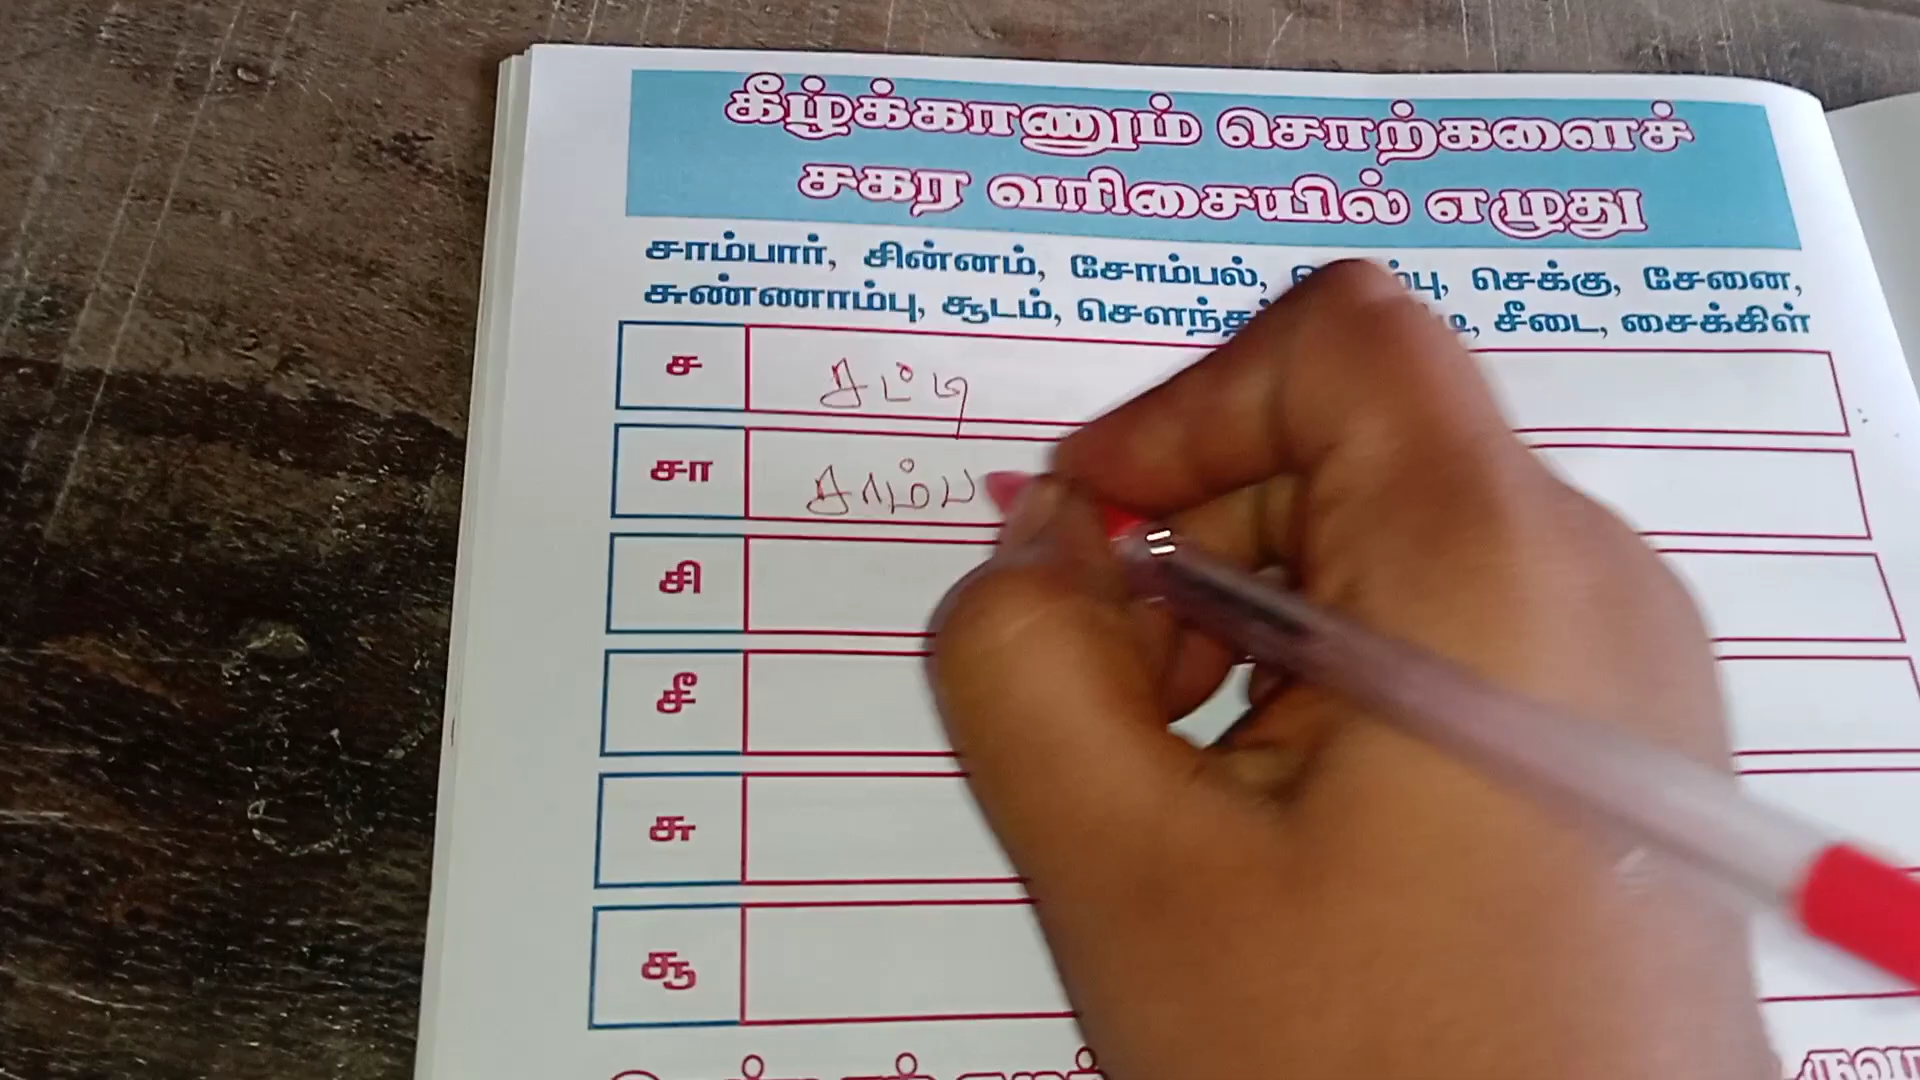 கீழ்க்காணும் சொற்களைச்
சகர வரிசையில் எழுது
சாம்பார், சின்னம், சோம்பல், செக்கு, சேனை,
சுண்ணாம்பு, சூடம், சீடை, சைக்கிள்
ச சட்டி
சா சாம்ப
சி
சீ
சு
சூ